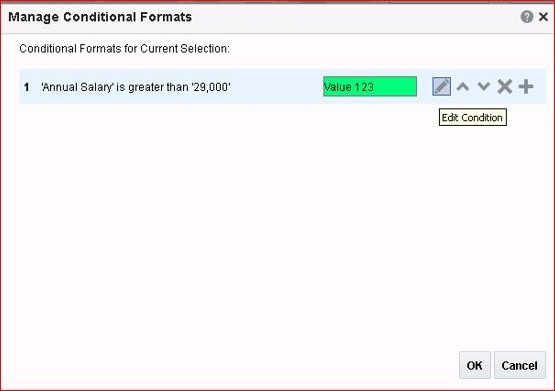 Manage Conditional Formats
Conditional Formats for Current Selection:
1 'Annual Salary' is greater than '29,000' Value 123
Edit Condition
OK Cancel